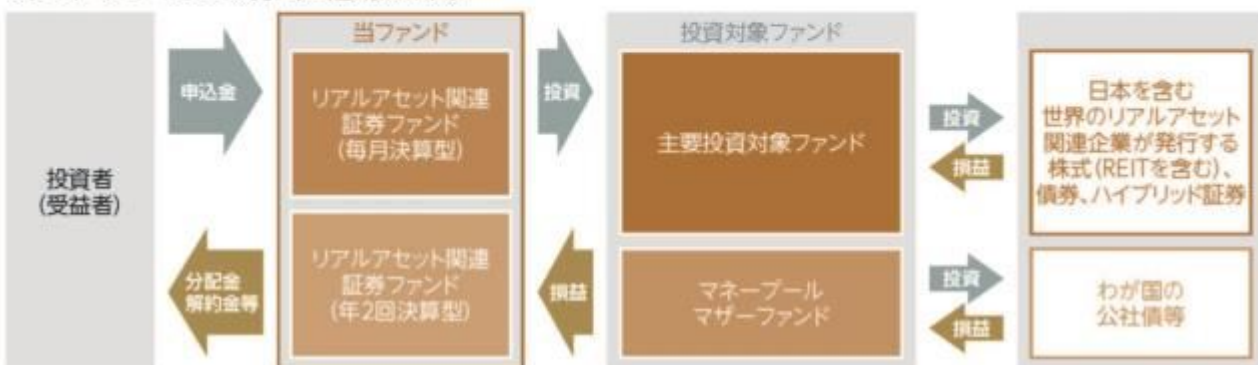 当ファンド
投資対象ファンド
投資者
(受益者)
申込金
分配金
解約金等
リアルアセット関連
証券ファンド
(毎月決算型)
リアルアセット関連
証券ファンド
(年2回決算型)
投資
損益
主要投資対象ファンド
マネープール
マザーファンド
投資
損益
投資
損益
日本を含む
世界のリアルアセット
関連企業が発行する
株式(REITを含む)、
債券、ハイブリッド証券
わが国の
公社債等